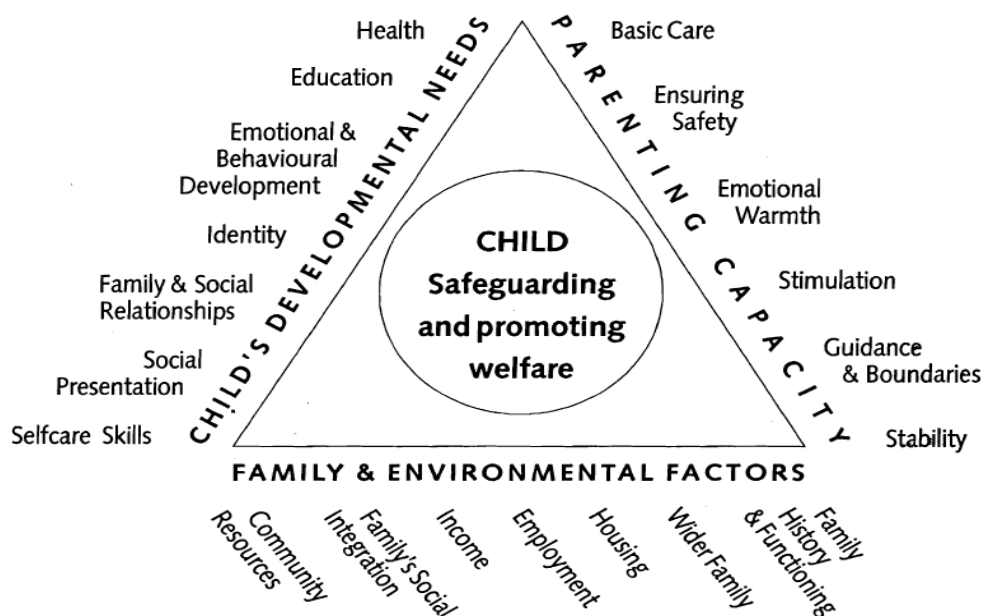 Health
Education
Emotional &
Behavioural
Development
Identity
Family & Social
Relationships
Social
Presentation
Selfcare Skills
CHILD'S DEVELOPMENTAL NEEDS
CHILD
Safeguarding
and promoting
welfare
PARENTING CAPACITY
Basic Care
Ensuring
Safety
Emotional
Warmth
Stimulation
Guidance
& Boundaries
Stability
FAMILY & ENVIRONMENTAL FACTORS
Community
Resources
Family's Social
Integration
Income
Employment
Housing
Wider Family
Family
History
& Functioning